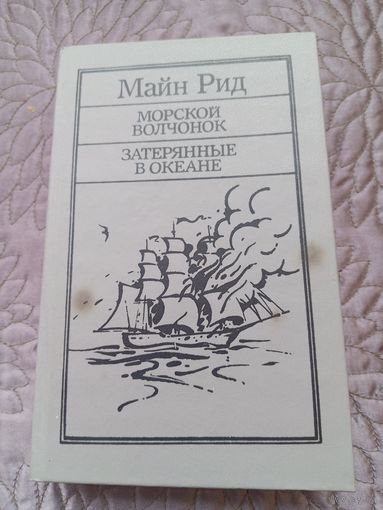 Майн Рид
МОРСКОЙ
ВОЛЧОНОК
ЗАТЕРЯННЫЕ
В ОКЕАНЕ